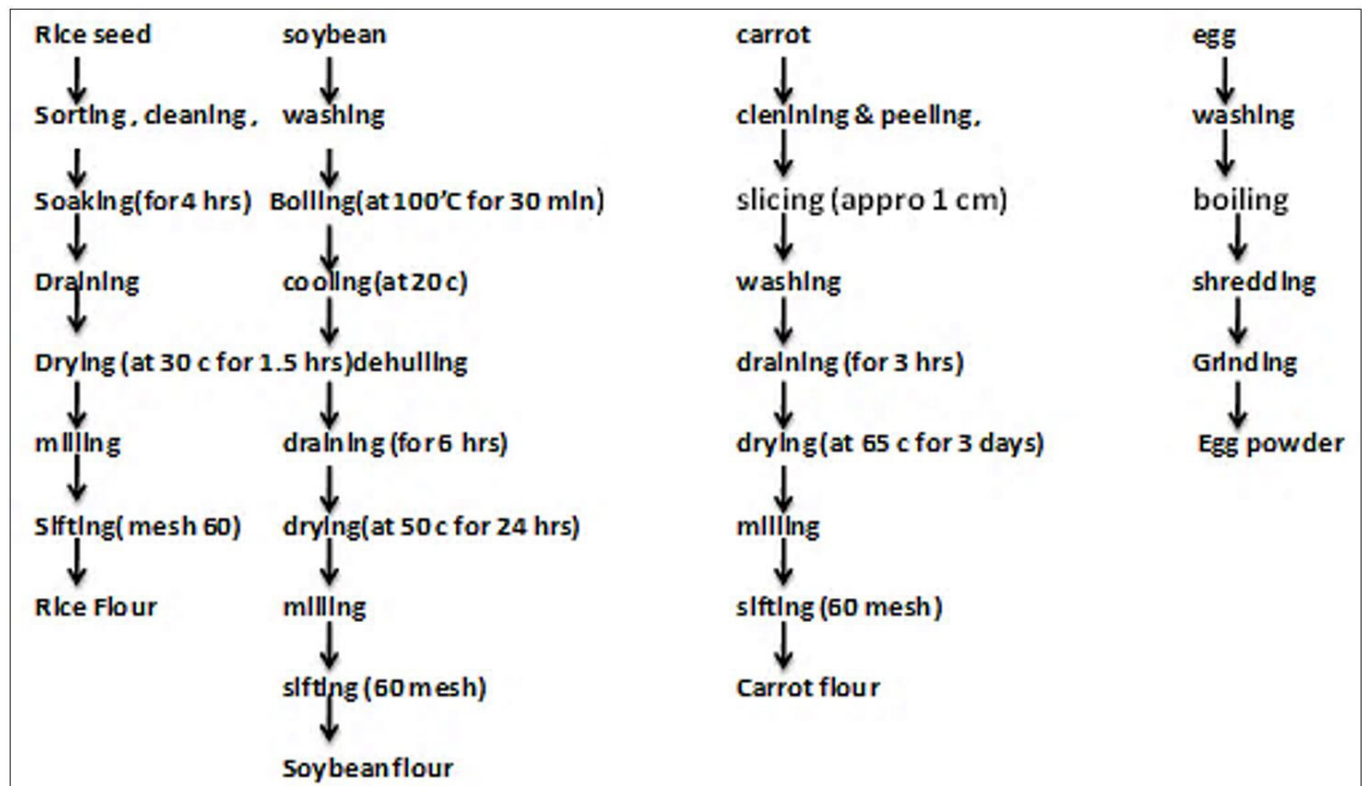 Rice seed
Sorting, cleaning,
Soaking(for 4 hrs)
Draining
Drying (at 30 c for 1.5 hrs)
milling
Sifting( mesh 60)
Rice Flour
soybean
washing
Boiling(at 100'C for 30 min)
cooling(at 20 c)
dehulling
draining (for 6 hrs)
drying(at 50 c for 24 hrs)
milling
sifting (60 mesh)
Soybean flour
carrot
clenining & peeling,
slicing (appro 1 cm)
washing
draining (for 3 hrs)
drying(at 65 c for 3 days)
milling
sifting (60 mesh)
Carrot flour
egg
washing
boiling
shredding
Grinding
Egg powder